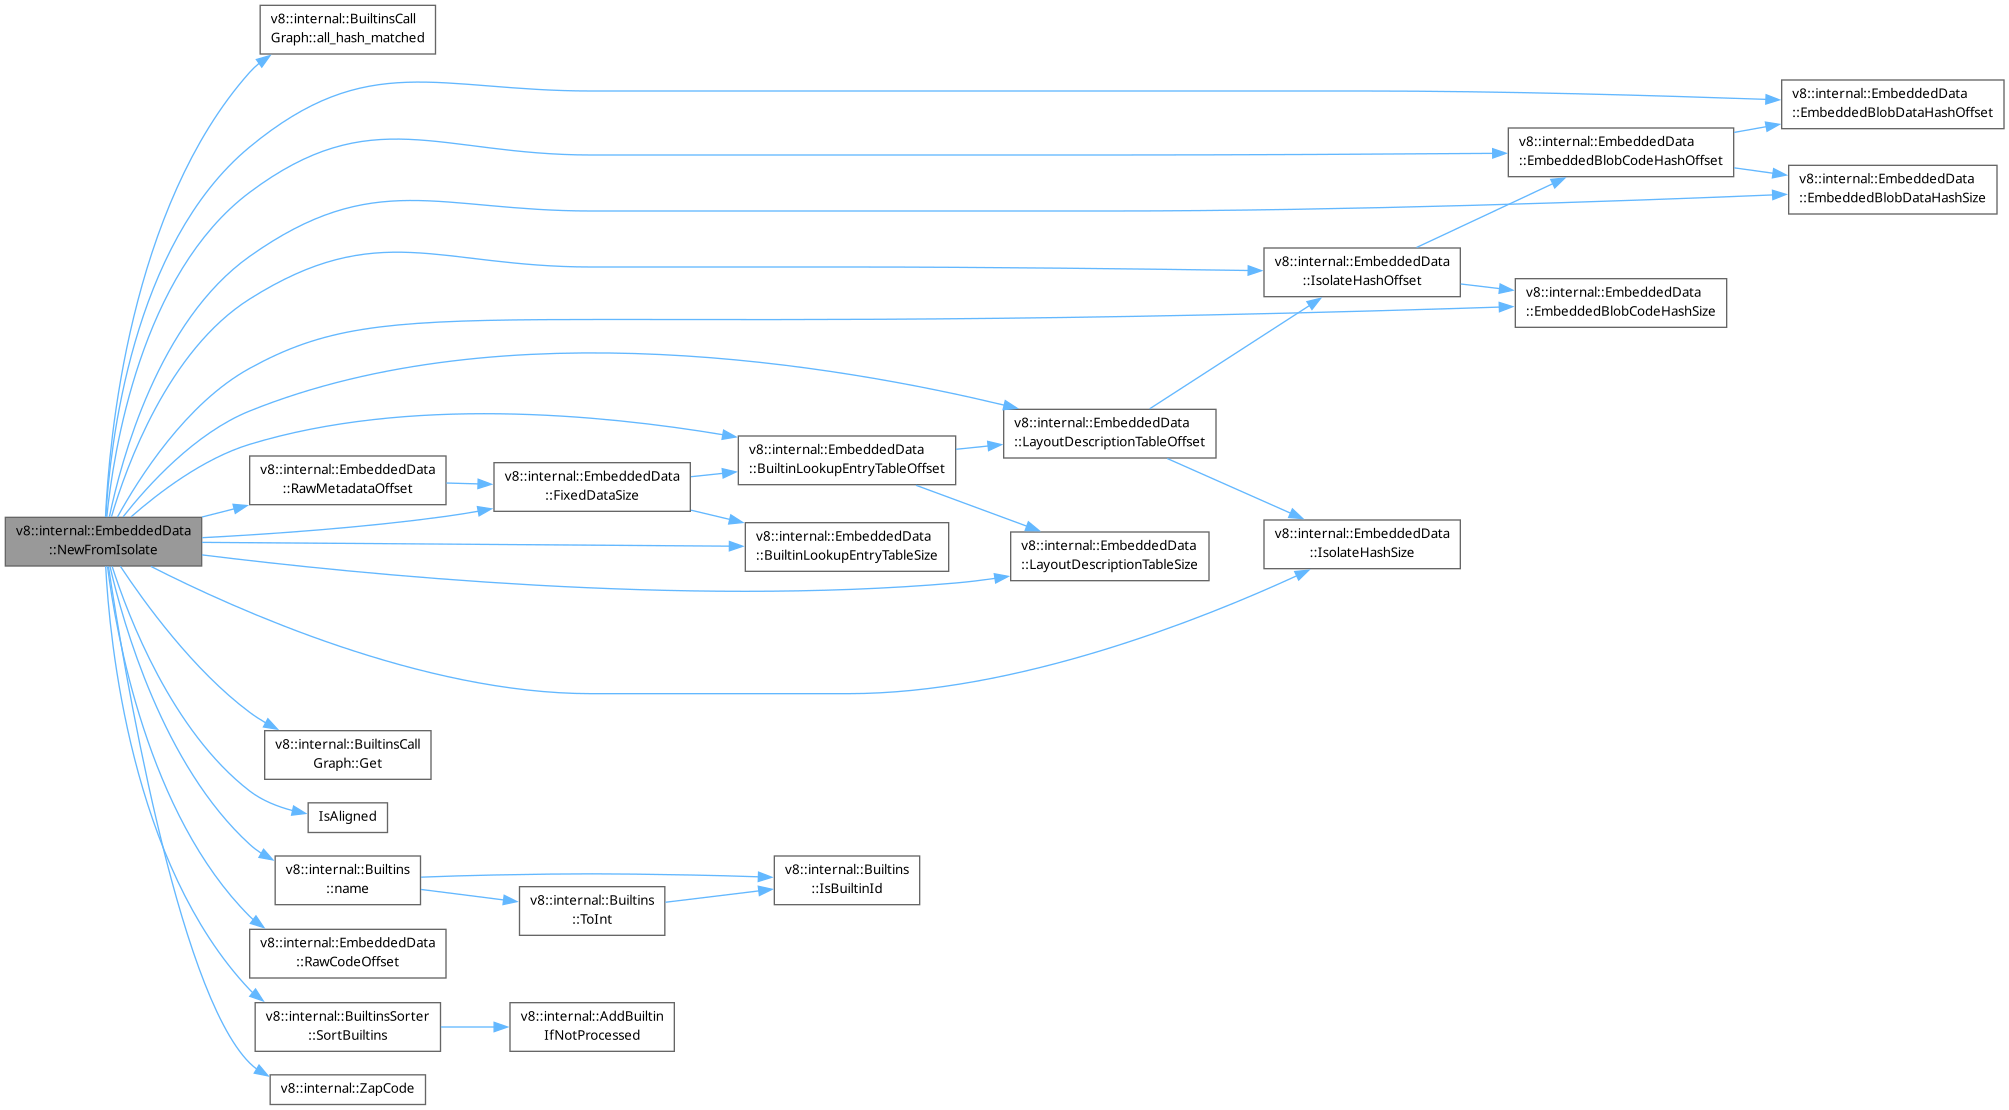 v8::internal::BuiltinsCall
Graph::all_hash_matched
v8::internal::EmbeddedData
::EmbeddedBlobDataHashOffset
v8::internal::EmbeddedData
::EmbeddedBlobCodeHashOffset
v8::internal::EmbeddedData
::EmbeddedBlobDataHashSize
v8::internal::EmbeddedData
::IsolateHashOffset
v8::internal::EmbeddedData
::EmbeddedBlobCodeHashSize
v8::internal::EmbeddedData
::LayoutDescriptionTableOffset
v8::internal::EmbeddedData
::BuiltinLookupEntryTableOffset
v8::internal::EmbeddedData
::RawMetadataOffset
v8::internal::EmbeddedData
::FixedDataSize
v8::internal::EmbeddedData
::NewFromIsolate
v8::internal::EmbeddedData
::BuiltinLookupEntryTableSize
v8::internal::EmbeddedData
::LayoutDescriptionTableSize
v8::internal::EmbeddedData
::IsolateHashSize
v8::internal::BuiltinsCall
Graph::Get
IsAligned
v8::internal::Builtins
::name
v8::internal::Builtins
::IsBuiltinId
v8::internal::Builtins
::ToInt
v8::internal::EmbeddedData
::RawCodeOffset
v8::internal::BuiltinsSorter
::SortBuiltins
v8::internal::AddBuiltin
IfNotProcessed
v8::internal::ZapCode